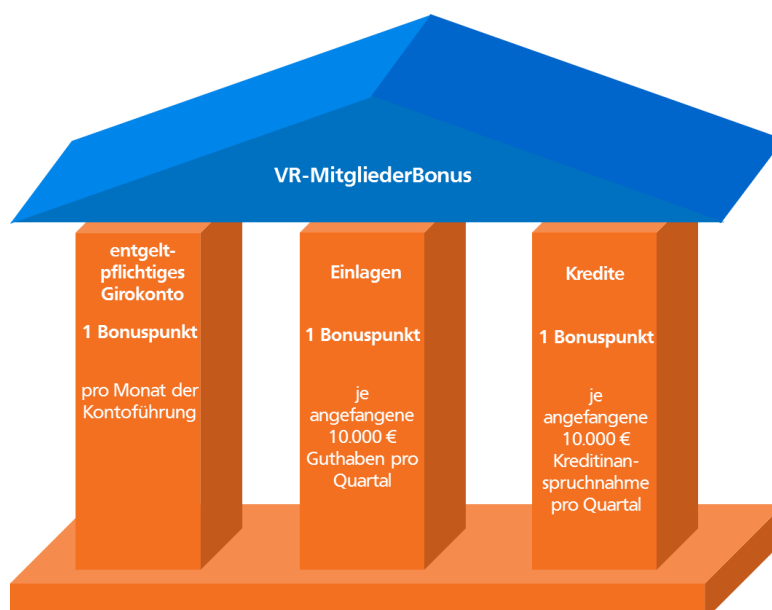 VR-MitgliederBonus
entgelt-
pflichtiges
Girokonto
1 Bonuspunkt
pro Monat der
Kontoführung
Einlagen
1 Bonuspunkt
je
angefangene
10.000 €
Guthaben pro
Quartal
Kredite
1 Bonuspunkt
je
angefangene
10.000 €
Kreditinan-
spruchnahme
pro Quartal